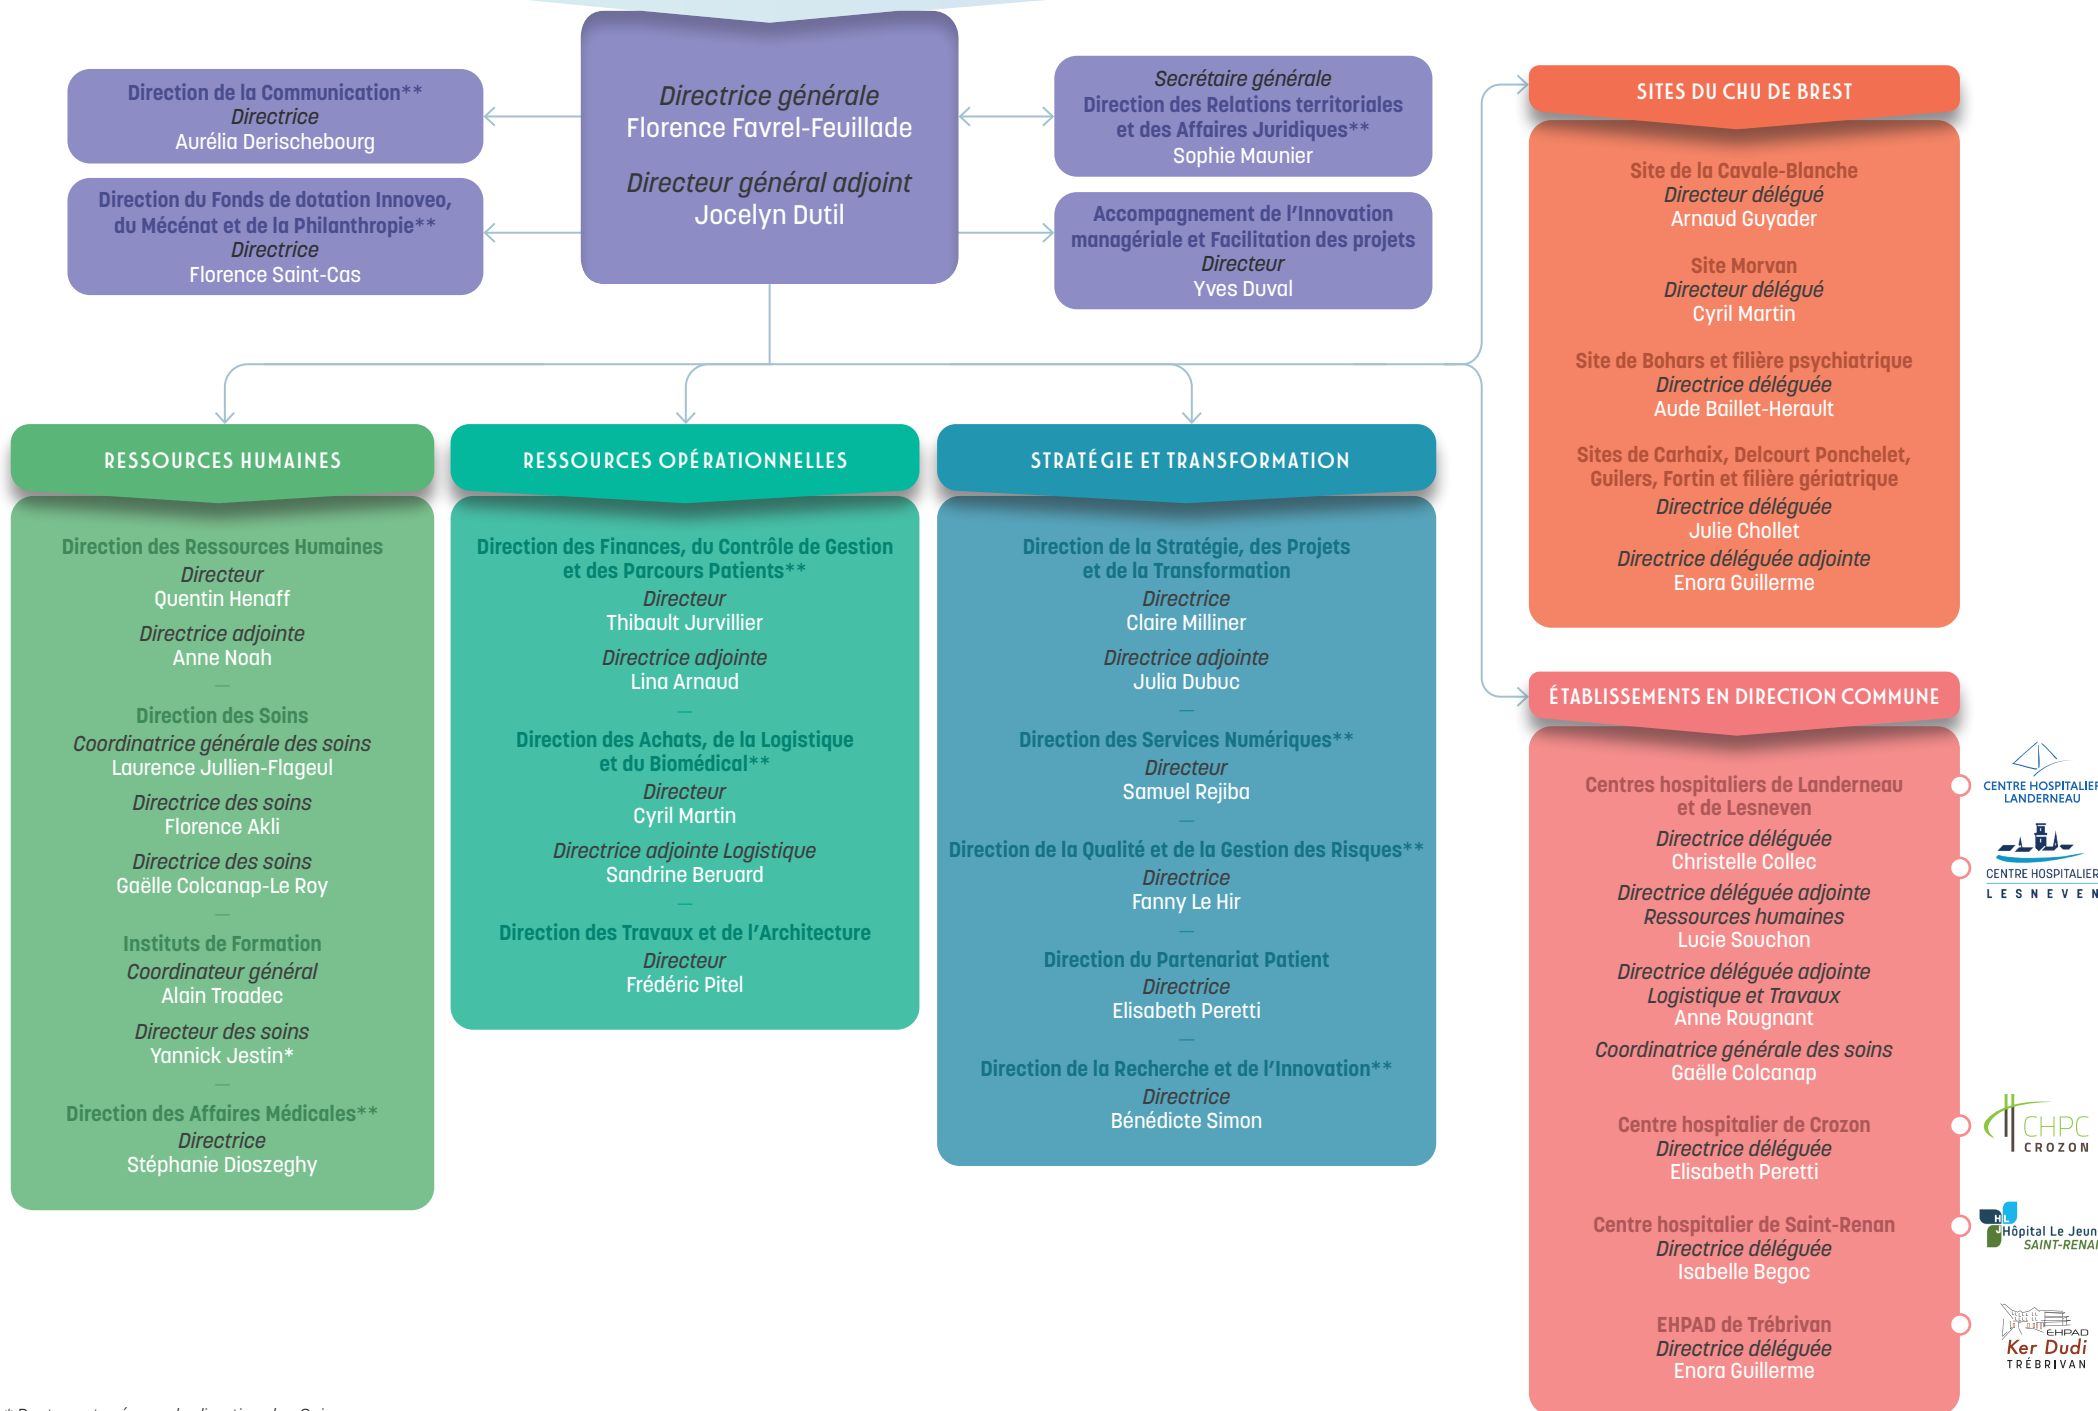 Direction de la Communication**
Directrice
Aurélia Derischebourg
Direction du Fonds de dotation Innoveo,
du Mécénat et de la Philanthropie**
Directrice
Florence Saint-Cas
Directrice générale
Florence Favrel-Feuillade
Directeur général adjoint
Jocelyn Dutil
Secrétaire générale
Direction des Relations territoriales
et des Affaires Juridiques**
Sophie Maunier
Accompagnement de l'Innovation
managériale et Facilitation des projets
Directeur
Yves Duval
SITES DU CHU DE BREST
Site de la Cavale-Blanche
Directeur délégué
Arnaud Guyader
Site Morvan
Directeur délégué
Cyril Martin
Site de Bohars et filière psychiatrique
Directrice déléguée
Aude Baillet-Herault
Sites de Carhaix, Delcourt Ponchelet,
Guilers, Fortin et filière gériatrique
Directrice déléguée
Julie Chollet
Directrice déléguée adjointe
Enora Guillerme
RESSOURCES HUMAINES
Direction des Ressources Humaines
Directeur
Quentin Henaff
Directrice adjointe
Anne Noah
Direction des Soins
Coordinatrice générale des soins
Laurence Jullien-Flageul
Directrice des soins
Florence Akli
Directrice des soins
Gaëlle Colcanap-Le Roy
Instituts de Formation
Coordinateur général
Alain Troadec
Directeur des soins
Yannick Jestin*
Direction des Affaires Médicales**
Directrice
Stéphanie Dioszeghy
RESSOURCES OPÉRATIONNELLES
Direction des Finances, du Contrôle de Gestion
et des Parcours Patients**
Directeur
Thibault Jurvillier
Directrice adjointe
Lina Arnaud
Direction des Achats, de la Logistique
et du Biomédical**
Directeur
Cyril Martin
Directrice adjointe Logistique
Sandrine Beruard
Direction des Travaux et de l'Architecture
Directeur
Frédéric Pitel
STRATÉGIE ET TRANSFORMATION
Direction de la Stratégie, des Projets
et de la Transformation
Directrice
Claire Milliner
Directrice adjointe
Julia Dubuc
Direction des Services Numériques**
Directeur
Samuel Rejiba
Direction de la Qualité et de la Gestion des Risques**
Directrice
Fanny Le Hir
Direction du Partenariat Patient
Directrice
Elisabeth Peretti
Direction de la Recherche et de l'Innovation**
Directrice
Bénédicte Simon
ÉTABLISSEMENTS EN DIRECTION COMMUNE
Centres hospitaliers de Landerneau
et de Lesneven
Directrice déléguée
Christelle Collec
Directrice déléguée adjointe
Ressources humaines
Lucie Souchon
Directrice déléguée adjointe
Logistique et Travaux
Anne Rougnant
Coordinatrice générale des soins
Gaëlle Colcanap
Centre hospitalier de Crozon
Directrice déléguée
Elisabeth Peretti
Centre hospitalier de Saint-Renan
Directrice déléguée
Isabelle Begoc
EHPAD de Trébrivan
Directrice déléguée
Enora Guillerme
CENTRE HOSPITALIER
LANDERNEAU
CENTRE HOSPITALIER
LESNEVEN
CHPC
CROZON
HL
J
Hôpital Le Jeun
SAINT-RENA
EHPAD
Ker Dudi
TRÉBRIVAN